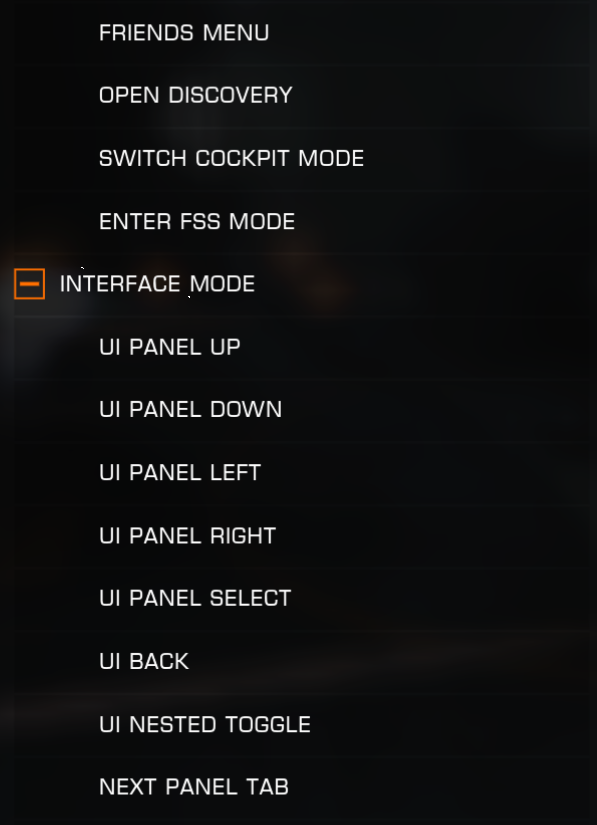 FRIENDS MENU
OPEN DISCOVERY
SWITCH COCKPIT MODE
ENTER FSS MODE
INTERFACE MODE
UI PANEL UP
UI PANEL DOWN
UI PANEL LEFT
UI PANEL RIGHT
UI PANEL SELECT
UI BACK
UI NESTED TOGGLE
NEXT PANEL TAB